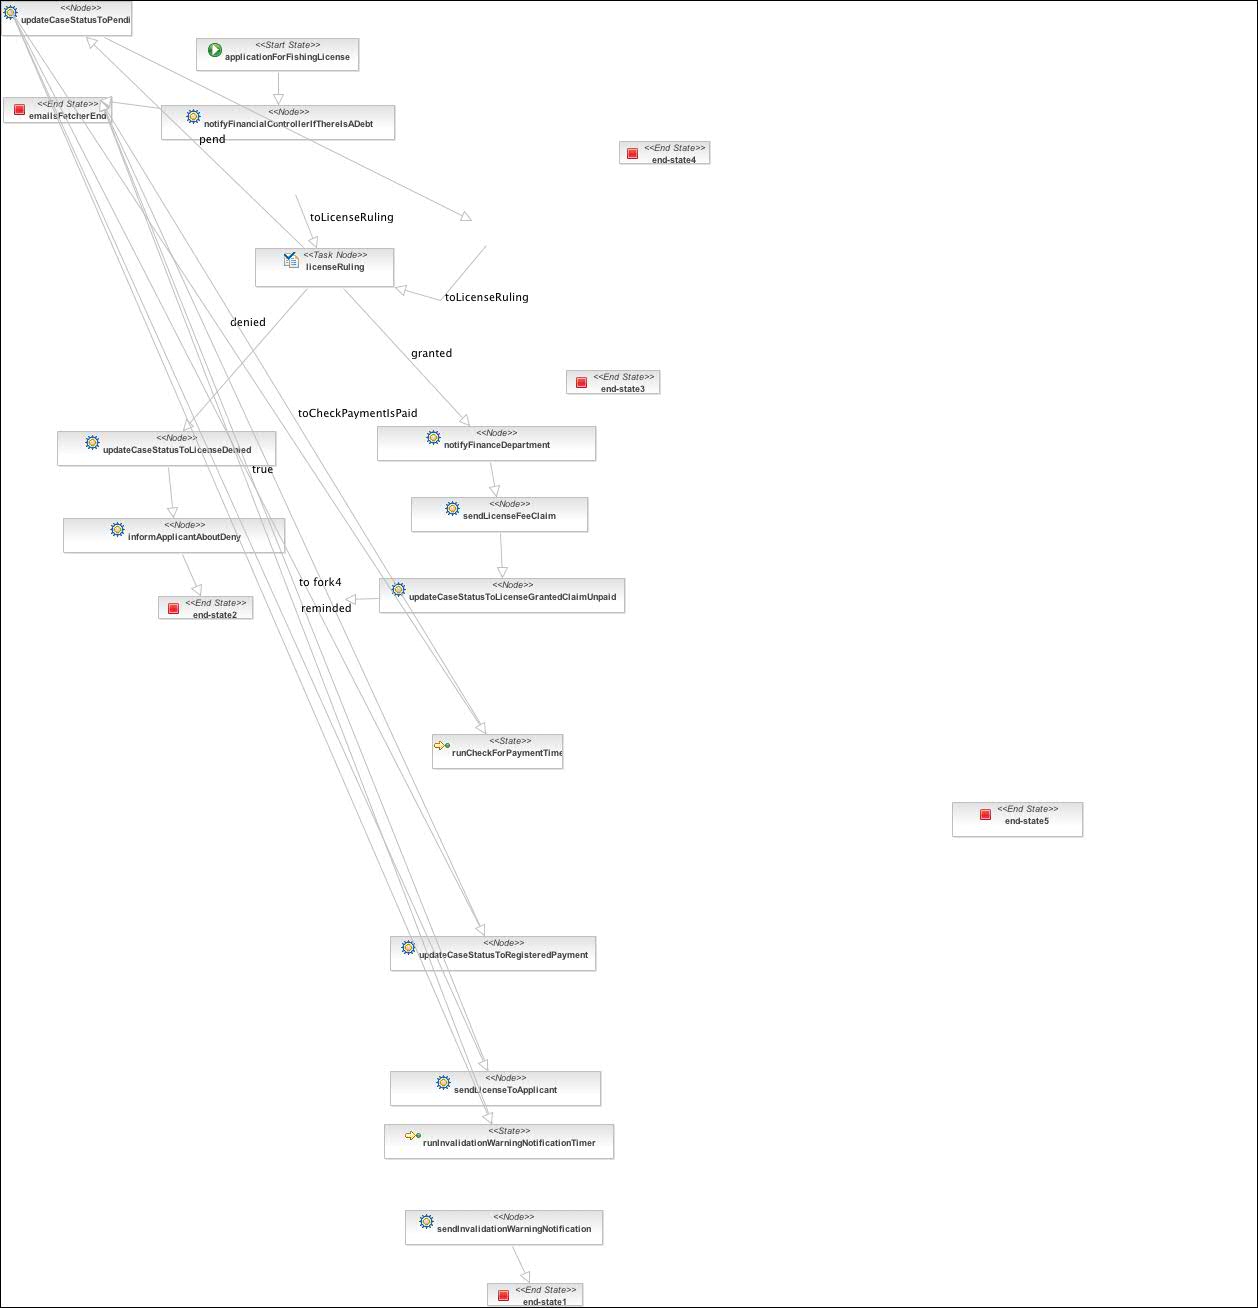 <<Node>>
updateCaseStatusToPendi
<<Start State>>
applicationForFishingLicense
<<End State>>
emailsFetcherEnd
<<Node>>
notifyFinancialControllerIfThereIsADebt
pend
<<End State>>
end-state4
toLicenseRuling
<<Task Node>>
licenseRuling
toLicenseRuling
denied
granted
<<End State>>
end-state3
toCheckPaymentIsPaid
<<Node>>
updateCaseStatusToLicenseDenied
<<Node>>
notifyFinanceDepartment
true
<<Node>>
sendLicenseFeeClaim
<<Node>>
informApplicantAboutDeny
to fork4
<<Node>>
updateCaseStatusToLicenseGrantedClaimUnpaid
reminded
<<End State>>
end-state2
<<State>>
runCheckForPaymentTime
<<End State>>
end-state5
<<Node>>
updateCaseStatusToRegisteredPayment
<<Node>>
sendLicenseToApplicant
<<State>>
runInvalidationWarningNotificationTimer
<<Node>>
sendInvalidationWarningNotification
<<End State>>
end-state1